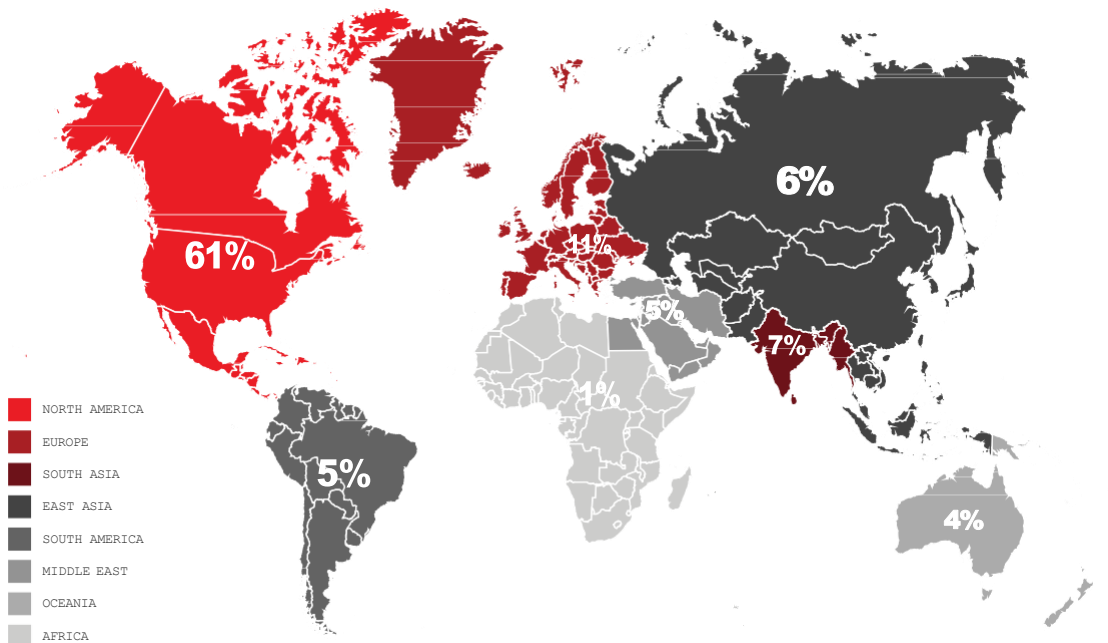 6%
61%
11%
5%
7%
1%
5%
4%
NORTH AMERICA
EUROPE
SOUTH ASIA
EAST ASIA
SOUTH AMERICA
MIDDLE EAST
OCEANIA
AFRICA